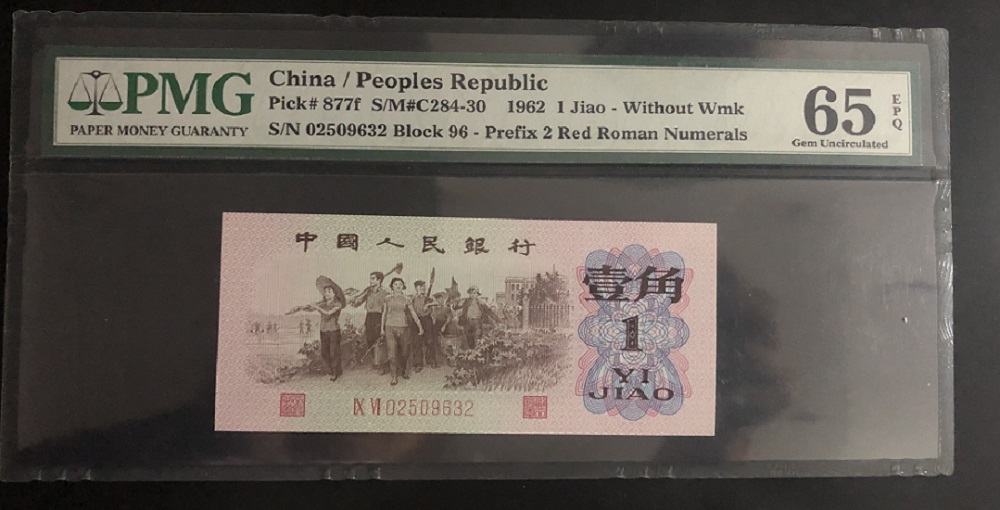 PMG
PAPER MONEY GUARANTY
China / Peoples Republic
Pick# 877f S/M#C284-30 1962 1 Jiao - Without Wmk
S/N 02509632 Block 96 - Prefix 2 Red Roman Numerals
65
EPQ
Gem Uncirculated
中國人民銀行
壹角
1
YI
JIAO
IX VI 02509632